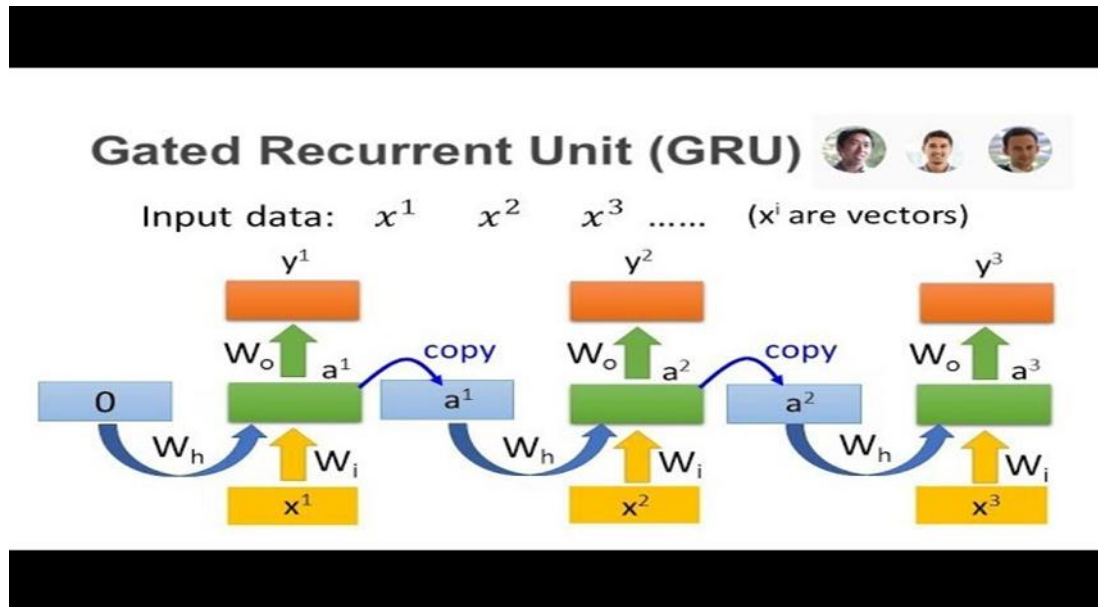 Gated Recurrent Unit (GRU)
Input data: x¹ x² x³ ...... (xⁱ are vectors)
y¹ y² y³
Wₒ a¹ copy Wₒ a² copy Wₒ a³
0 a¹ a²
Wₕ Wᵢ Wₕ Wᵢ Wₕ Wᵢ
x¹ x² x³